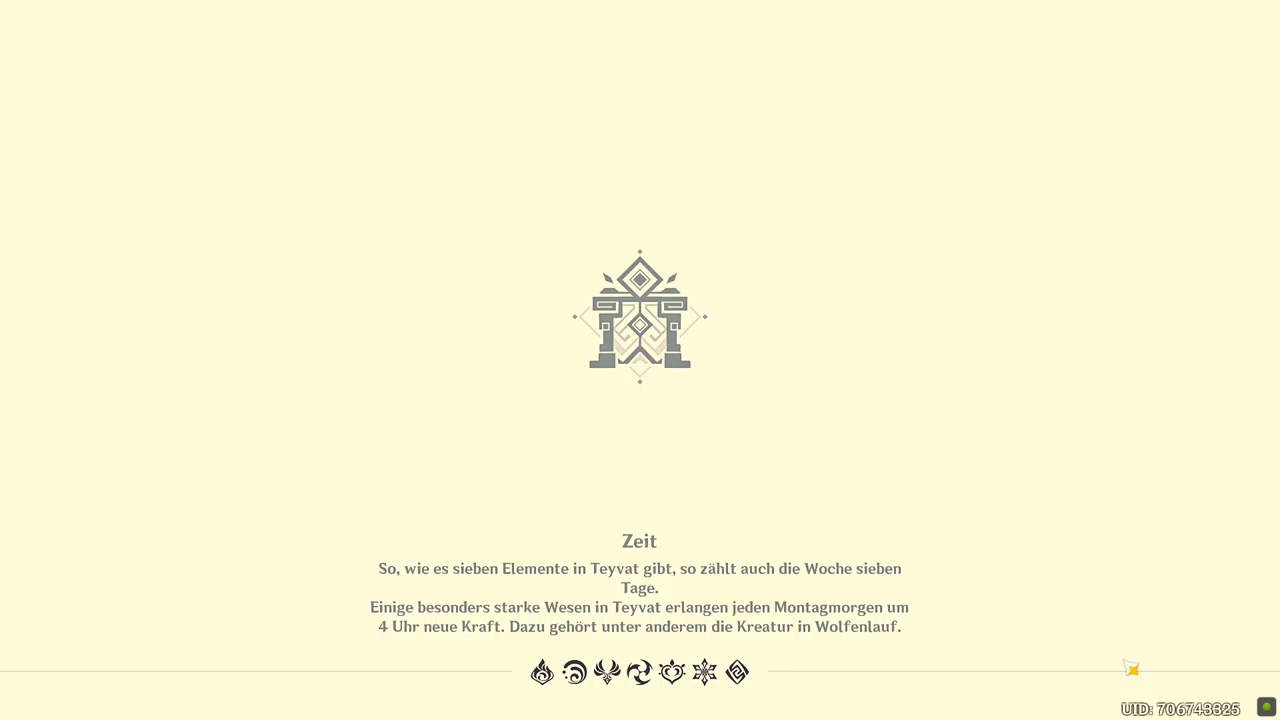 Zeit
So, wie es sieben Elemente in Teyvat gibt, so zählt auch die Woche sieben
Tage.
Einige besonders starke Wesen in Teyvat erlangen jeden Montagmorgen um
4 Uhr neue Kraft. Dazu gehört unter anderem die Kreatur in Wolfenlauf.
UID: 706743325